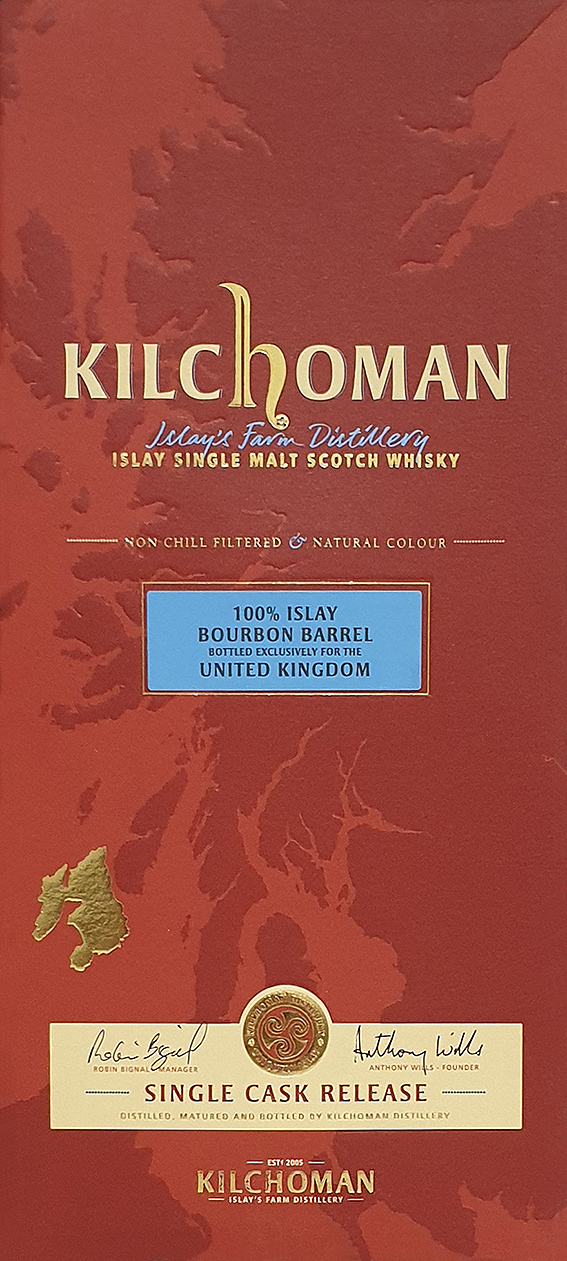 KILCHOMAN
Islay's Farm Distillery
ISLAY SINGLE MALT SCOTCH WHISKY
NON CHILL FILTERED & NATURAL COLOUR
100% ISLAY
BOURBON BARREL
BOTTLED EXCLUSIVELY FOR THE
UNITED KINGDOM
Robin Bignal
Anthony Wills
ROBIN BIGNAL - MANAGER
ANTHONY WILLS - FOUNDER
SINGLE CASK RELEASE
DISTILLED, MATURED AND BOTTLED BY KILCHOMAN DISTILLERY
ESTd 2005
KILCHOMAN
ISLAY'S FARM DISTILLERY